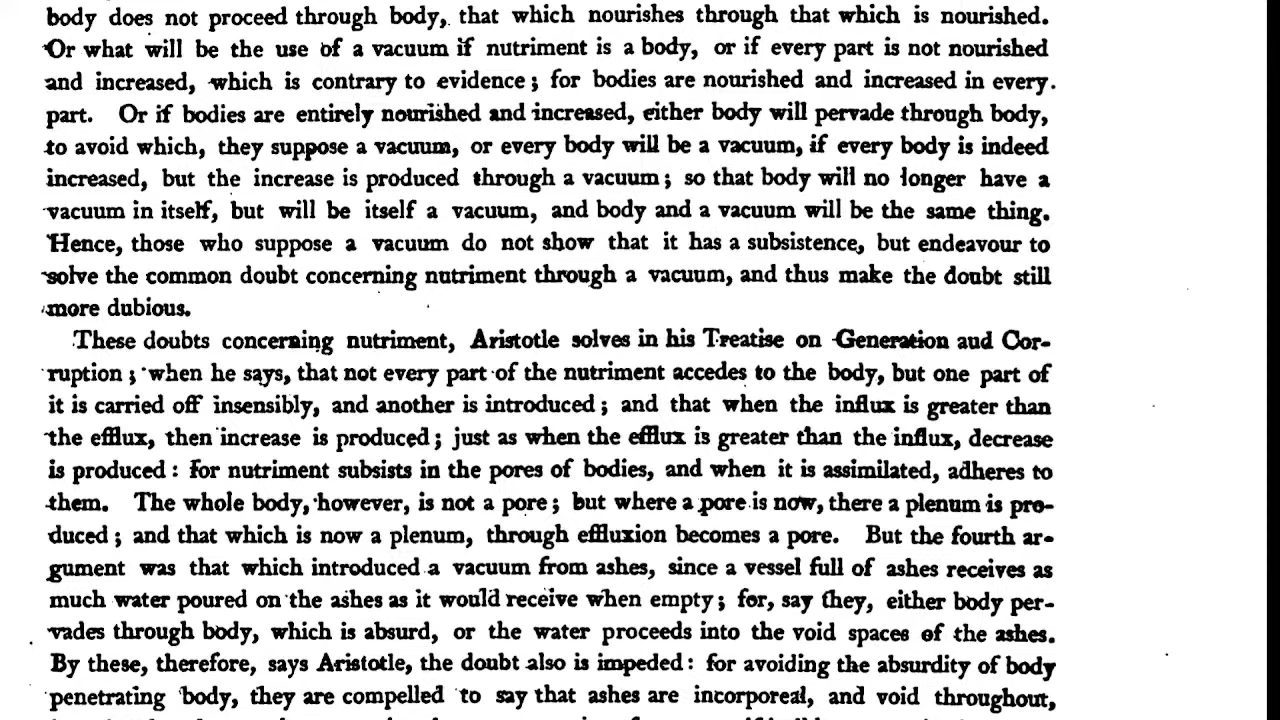 body does not proceed through body, that which nourishes through that which is nourished.
Or what will be the use of a vacuum if nutriment is a body, or if every part is not nourished
and increased, which is contrary to evidence; for bodies are nourished and increased in every.
part. Or if bodies are entirely nourished and increased, either body will pervade through body,
to avoid which, they suppose a vacuum, or every body will be a vacuum, if every body is indeed
increased, but the increase is produced through a vacuum; so that body will no longer have a
vacuum in itself, but will be itself a vacuum, and body and a vacuum will be the same thing.
Hence, those who suppose a vacuum do not show that it has a subsistence, but endeavour to
solve the common doubt concerning nutriment through a vacuum, and thus make the doubt still
more dubious.
These doubts concerning nutriment, Aristotle solves in his Treatise on Generation and Cor-
ruption; when he says, that not every part of the nutriment accedes to the body, but one part of
it is carried off insensibly, and another is introduced; and that when the influx is greater than
the efflux, then increase is produced; just as when the efflux is greater than the influx, decrease
is produced: for nutriment subsists in the pores of bodies, and when it is assimilated, adheres to
them. The whole body, however, is not a pore; but where a pore is now, there a plenum is pro-
duced; and that which is now a plenum, through effluxion becomes a pore. But the fourth ar-
gument was that which introduced a vacuum from ashes, since a vessel full of ashes receives as
much water poured on the ashes as it would receive when empty; for, say they, either body per-
vades through body, which is absurd, or the water proceeds into the void spaces of the ashes.
By these, therefore, says Aristotle, the doubt also is impeded: for avoiding the absurdity of body
penetrating body, they are compelled to say that ashes are incorporeal, and void throughout,